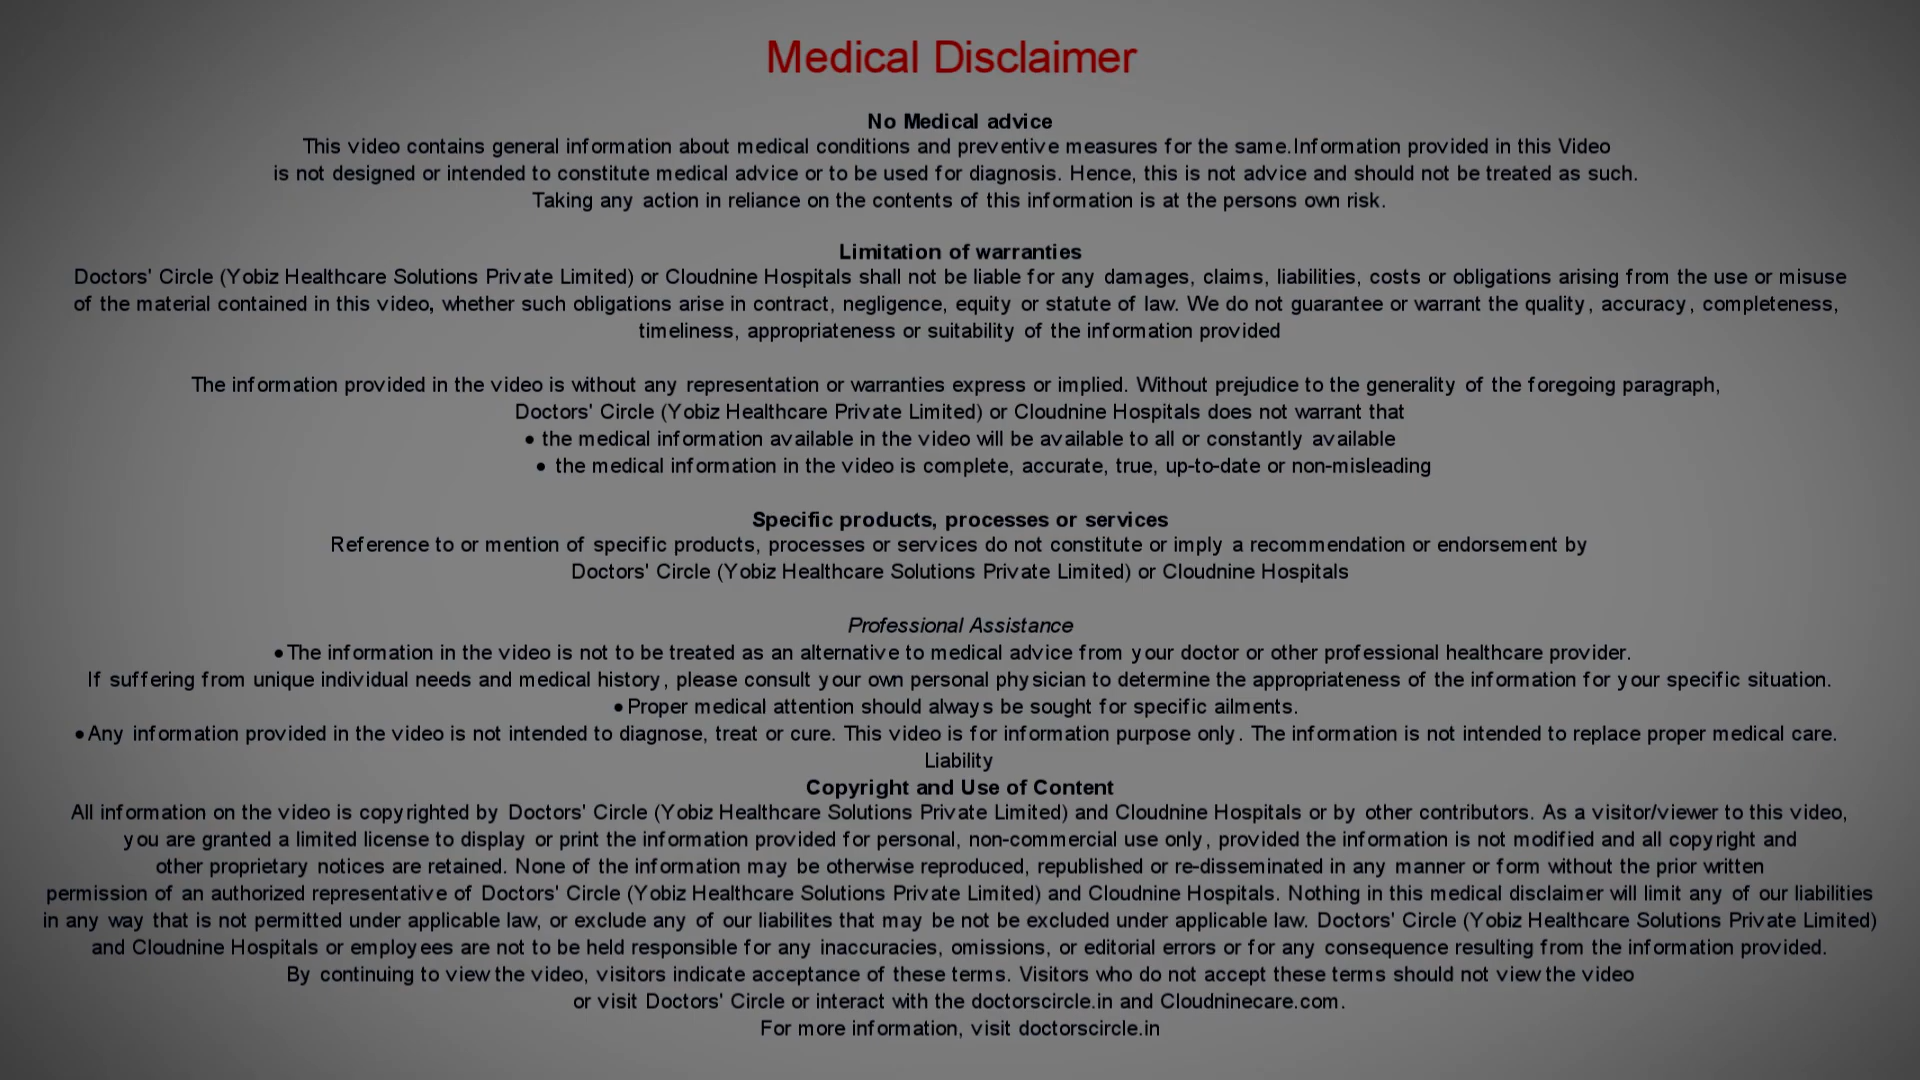 Medical Disclaimer
No Medical advice
This video contains general information about medical conditions and preventive measures for the same.Information provided in this Video
is not designed or intended to constitute medical advice or to be used for diagnosis. Hence, this is not advice and should not be treated as such.
Taking any action in reliance on the contents of this information is at the persons own risk.
Limitation of warranties
Doctors' Circle (Yobiz Healthcare Solutions Private Limited) or Cloudnine Hospitals shall not be liable for any damages, claims, liabilities, costs or obligations arising from the use or misuse
of the material contained in this video, whether such obligations arise in contract, negligence, equity or statute of law. We do not guarantee or warrant the quality, accuracy, completeness,
timeliness, appropriateness or suitability of the information provided
The information provided in the video is without any representation or warranties express or implied. Without prejudice to the generality of the foregoing paragraph,
Doctors' Circle (Yobiz Healthcare Private Limited) or Cloudnine Hospitals does not warrant that
• the medical information available in the video will be available to all or constantly available
• the medical information in the video is complete, accurate, true, up-to-date or non-misleading
Specific products, processes or services
Reference to or mention of specific products, processes or services do not constitute or imply a recommendation or endorsement by
Doctors' Circle (Yobiz Healthcare Solutions Private Limited) or Cloudnine Hospitals
Professional Assistance
•The information in the video is not to be treated as an alternative to medical advice from your doctor or other professional healthcare provider.
If suffering from unique individual needs and medical history, please consult your own personal physician to determine the appropriateness of the information for your specific situation.
•Proper medical attention should always be sought for specific ailments.
•Any information provided in the video is not intended to diagnose, treat or cure. This video is for information purpose only. The information is not intended to replace proper medical care.
Liability
Copyright and Use of Content
All information on the video is copyrighted by Doctors' Circle (Yobiz Healthcare Solutions Private Limited) and Cloudnine Hospitals or by other contributors. As a visitor/viewer to this video,
you are granted a limited license to display or print the information provided for personal, non-commercial use only, provided the information is not modified and all copyright and
other proprietary notices are retained. None of the information may be otherwise reproduced, republished or re-disseminated in any manner or form without the prior written
permission of an authorized representative of Doctors' Circle (Yobiz Healthcare Solutions Private Limited) and Cloudnine Hospitals. Nothing in this medical disclaimer will limit any of our liabilities
in any way that is not permitted under applicable law, or exclude any of our liabilites that may be not be excluded under applicable law. Doctors' Circle (Yobiz Healthcare Solutions Private Limited)
and Cloudnine Hospitals or employees are not to be held responsible for any inaccuracies, omissions, or editorial errors or for any consequence resulting from the information provided.
By continuing to view the video, visitors indicate acceptance of these terms. Visitors who do not accept these terms should not view the video
or visit Doctors' Circle or interact with the doctorscircle.in and Cloudninecare.com.
For more information, visit doctorscircle.in